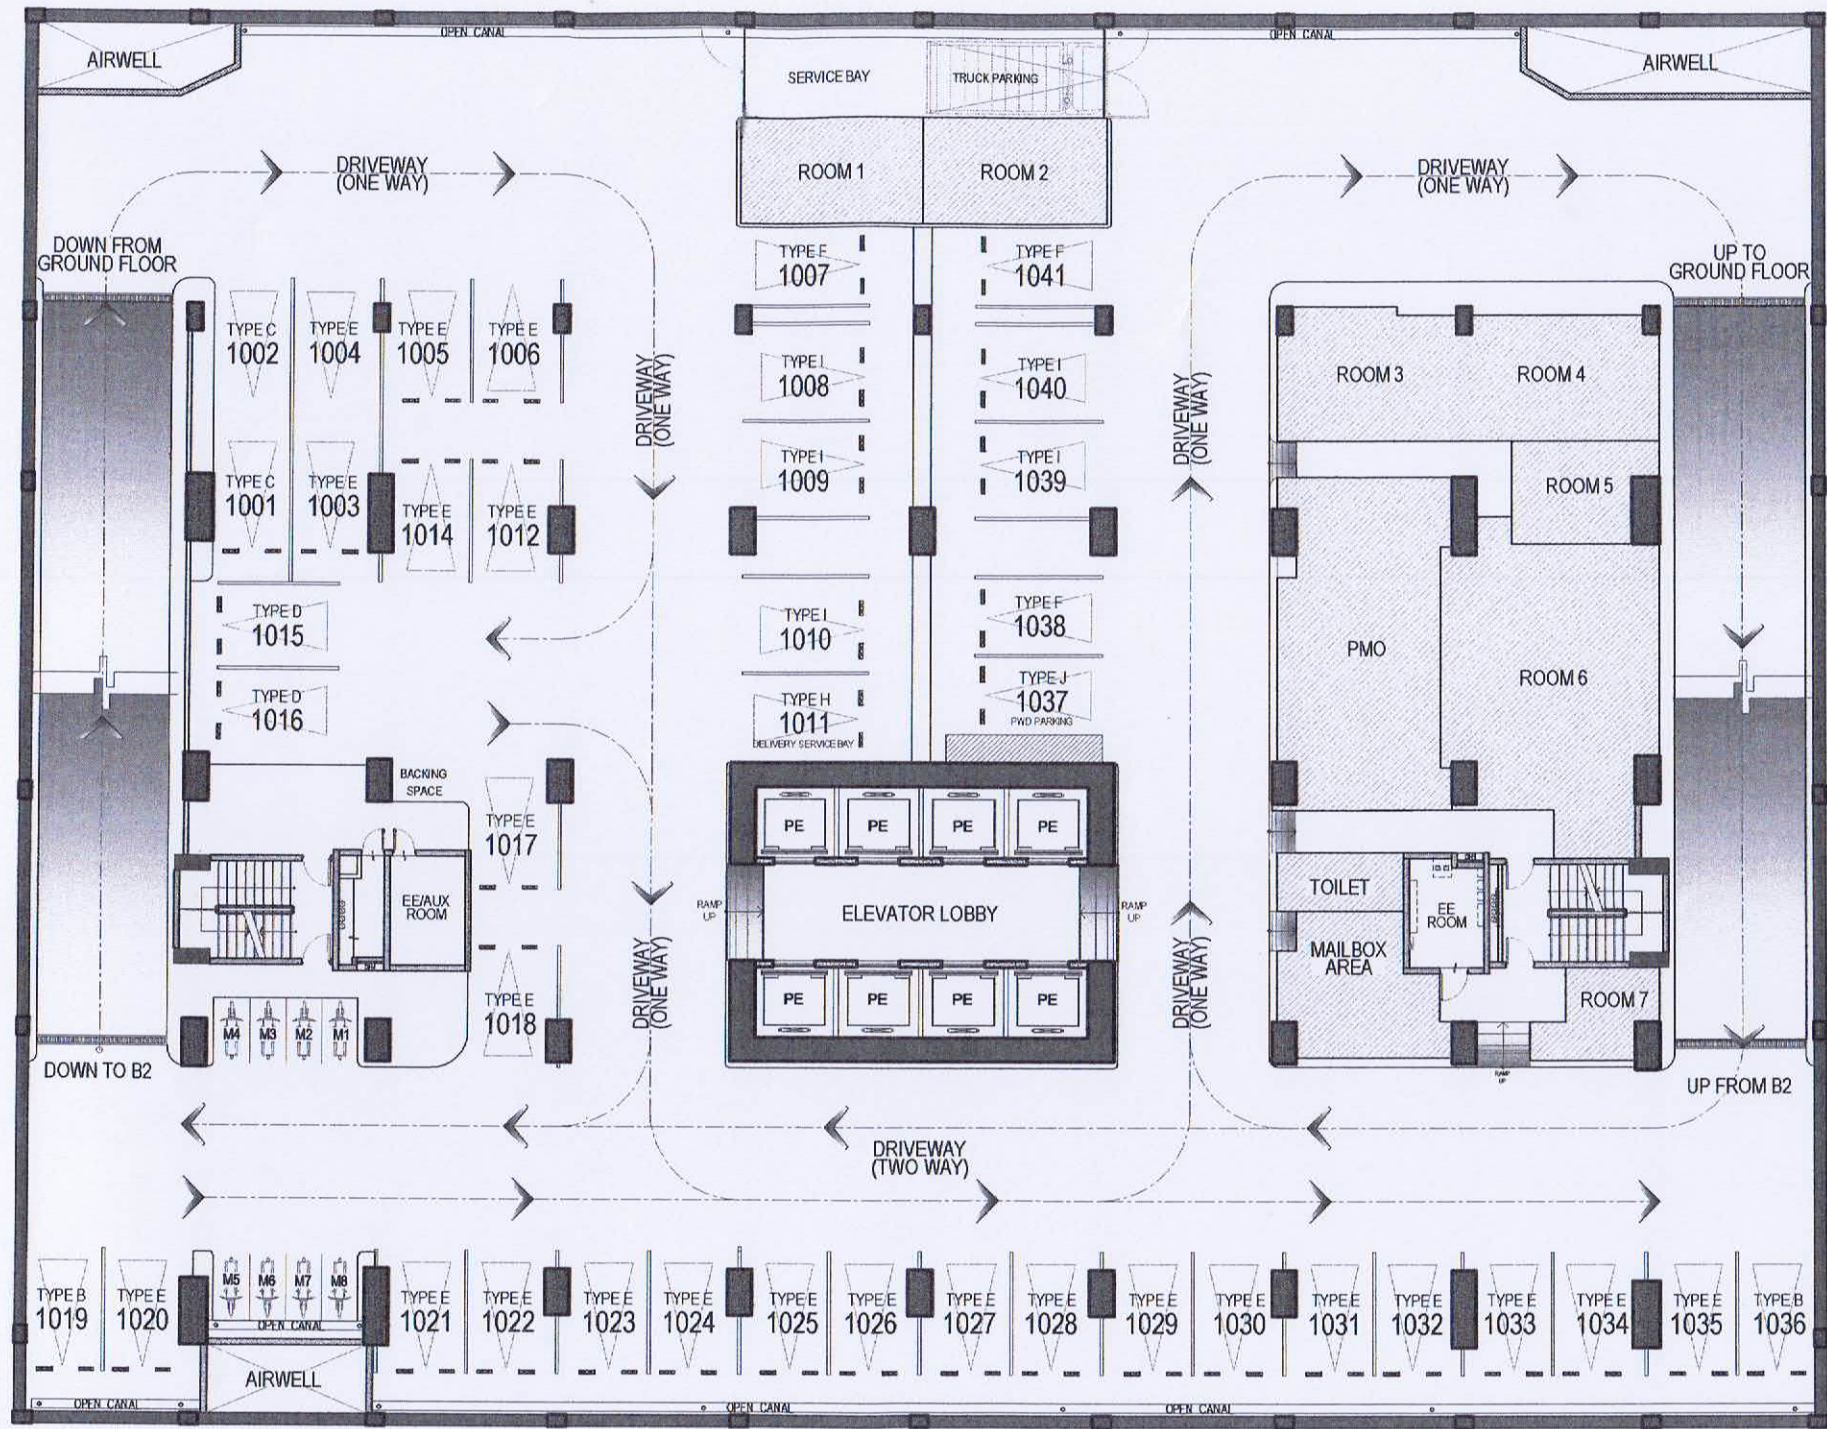 OPEN CANAL
OPEN CANAL
AIRWELL
SERVICE BAY
TRUCK PARKING
AIRWELL
DRIVEWAY
(ONE WAY)
ROOM 1
ROOM 2
DRIVEWAY
(ONE WAY)
DOWN FROM
GROUND FLOOR
UP TO
GROUND FLOOR
TYPE F
1007
TYPE F
1041
TYPE C
1002
TYPE E
1004
TYPE E
1005
TYPE E
1006
DRIVEWAY
(ONE WAY)
TYPE I
1008
TYPE I
1040
DRIVEWAY
(ONE WAY)
ROOM 3
ROOM 4
TYPE C
1001
TYPE E
1003
TYPE E
1014
TYPE E
1012
TYPE I
1009
TYPE I
1039
ROOM 5
TYPE D
1015
TYPE I
1010
TYPE F
1038
PMO
ROOM 6
TYPE D
1016
TYPE H
1011
DELIVERY SERVICE BAY
TYPE J
1037
PWD PARKING
BACKING
SPACE
TYPE E
1017
PE
PE
PE
PE
EE/AUX
ROOM
RAMP
UP
ELEVATOR LOBBY
RAMP
UP
TOILET
EE
ROOM
MAILBOX
AREA
TYPE E
1018
DRIVEWAY
(ONE WAY)
PE
PE
PE
PE
DRIVEWAY
(ONE WAY)
ROOM 7
M4
M3
M2
M1
DOWN TO B2
RAMP
UP
UP FROM B2
DRIVEWAY
(TWO WAY)
TYPE B
1019
TYPE E
1020
M5
M6
M7
M8
OPEN CANAL
TYPE E
1021
TYPE E
1022
TYPE E
1023
TYPE E
1024
TYPE E
1025
TYPE E
1026
TYPE E
1027
TYPE E
1028
TYPE E
1029
TYPE E
1030
TYPE E
1031
TYPE E
1032
TYPE E
1033
TYPE E
1034
TYPE E
1035
TYPE B
1036
AIRWELL
OPEN CANAL
OPEN CANAL
OPEN CANAL